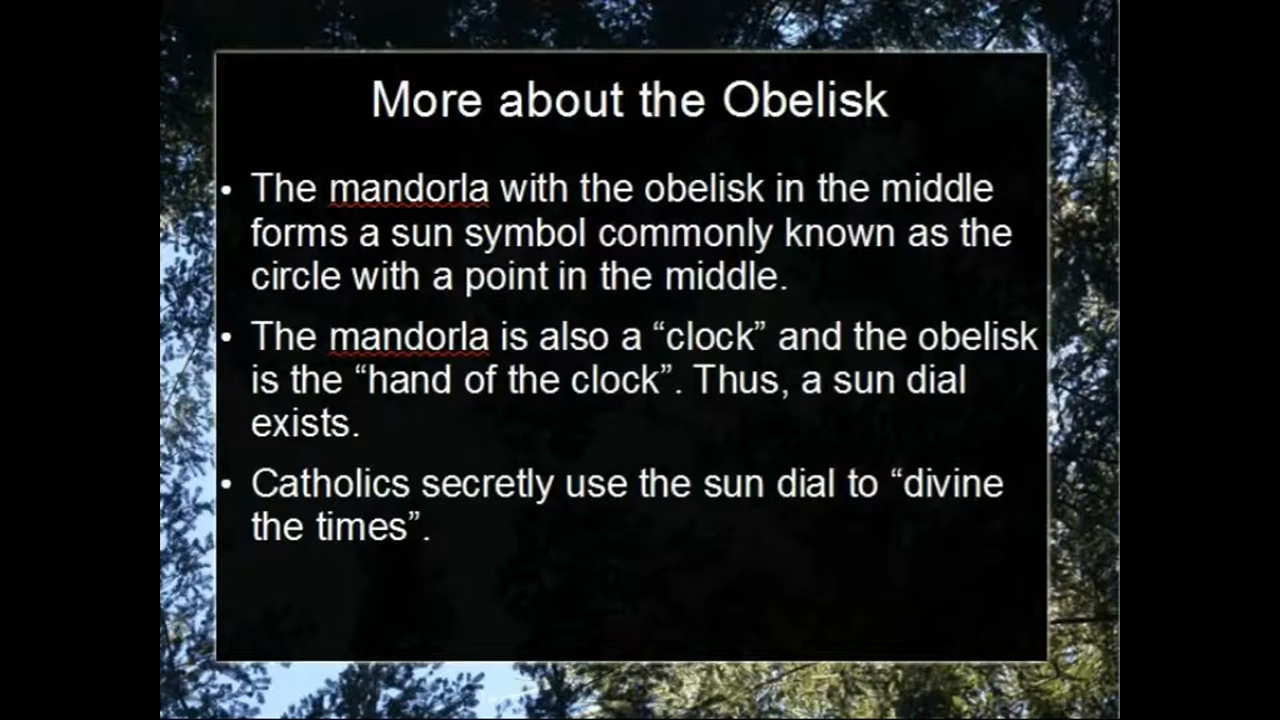 More about the Obelisk
• The mandorla with the obelisk in the middle
forms a sun symbol commonly known as the
circle with a point in the middle.
• The mandorla is also a “clock” and the obelisk
is the “hand of the clock”. Thus, a sun dial
exists.
• Catholics secretly use the sun dial to “divine
the times”.